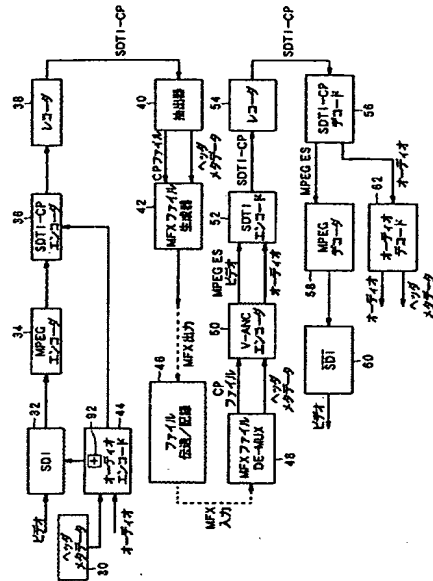 ヘッダ
メタデータ
30
ビデオ
オーディオ
SDI
32
92
オーディオ
エンコード
44
MPEG
エンコーダ
34
SDTI-CP
エンコーダ
36
レコーダ
38
SDTI-CP
抽出器
40
CPファイル
ヘッダ
メタデータ
MFXファイル
生成器
42
MFX出力
ファイル
伝送/記録
46
MFX
入力
MFXファイル
DE-MUX
48
CP
ファイル
ヘッダ
メタデータ
V-ANC
エンコーダ
50
MPEG ES
ビデオ
オーディオ
SDTI
エンコード
52
SDTI-CP
レコーダ
54
SDTI-CP
SDTI-CP
デコード
56
MPEG ES
オーディオ
MPEG
デコーダ
58
オーディオ
デコード
62
オーディオ
ヘッダ
メタデータ
SDI
60
ビデオ